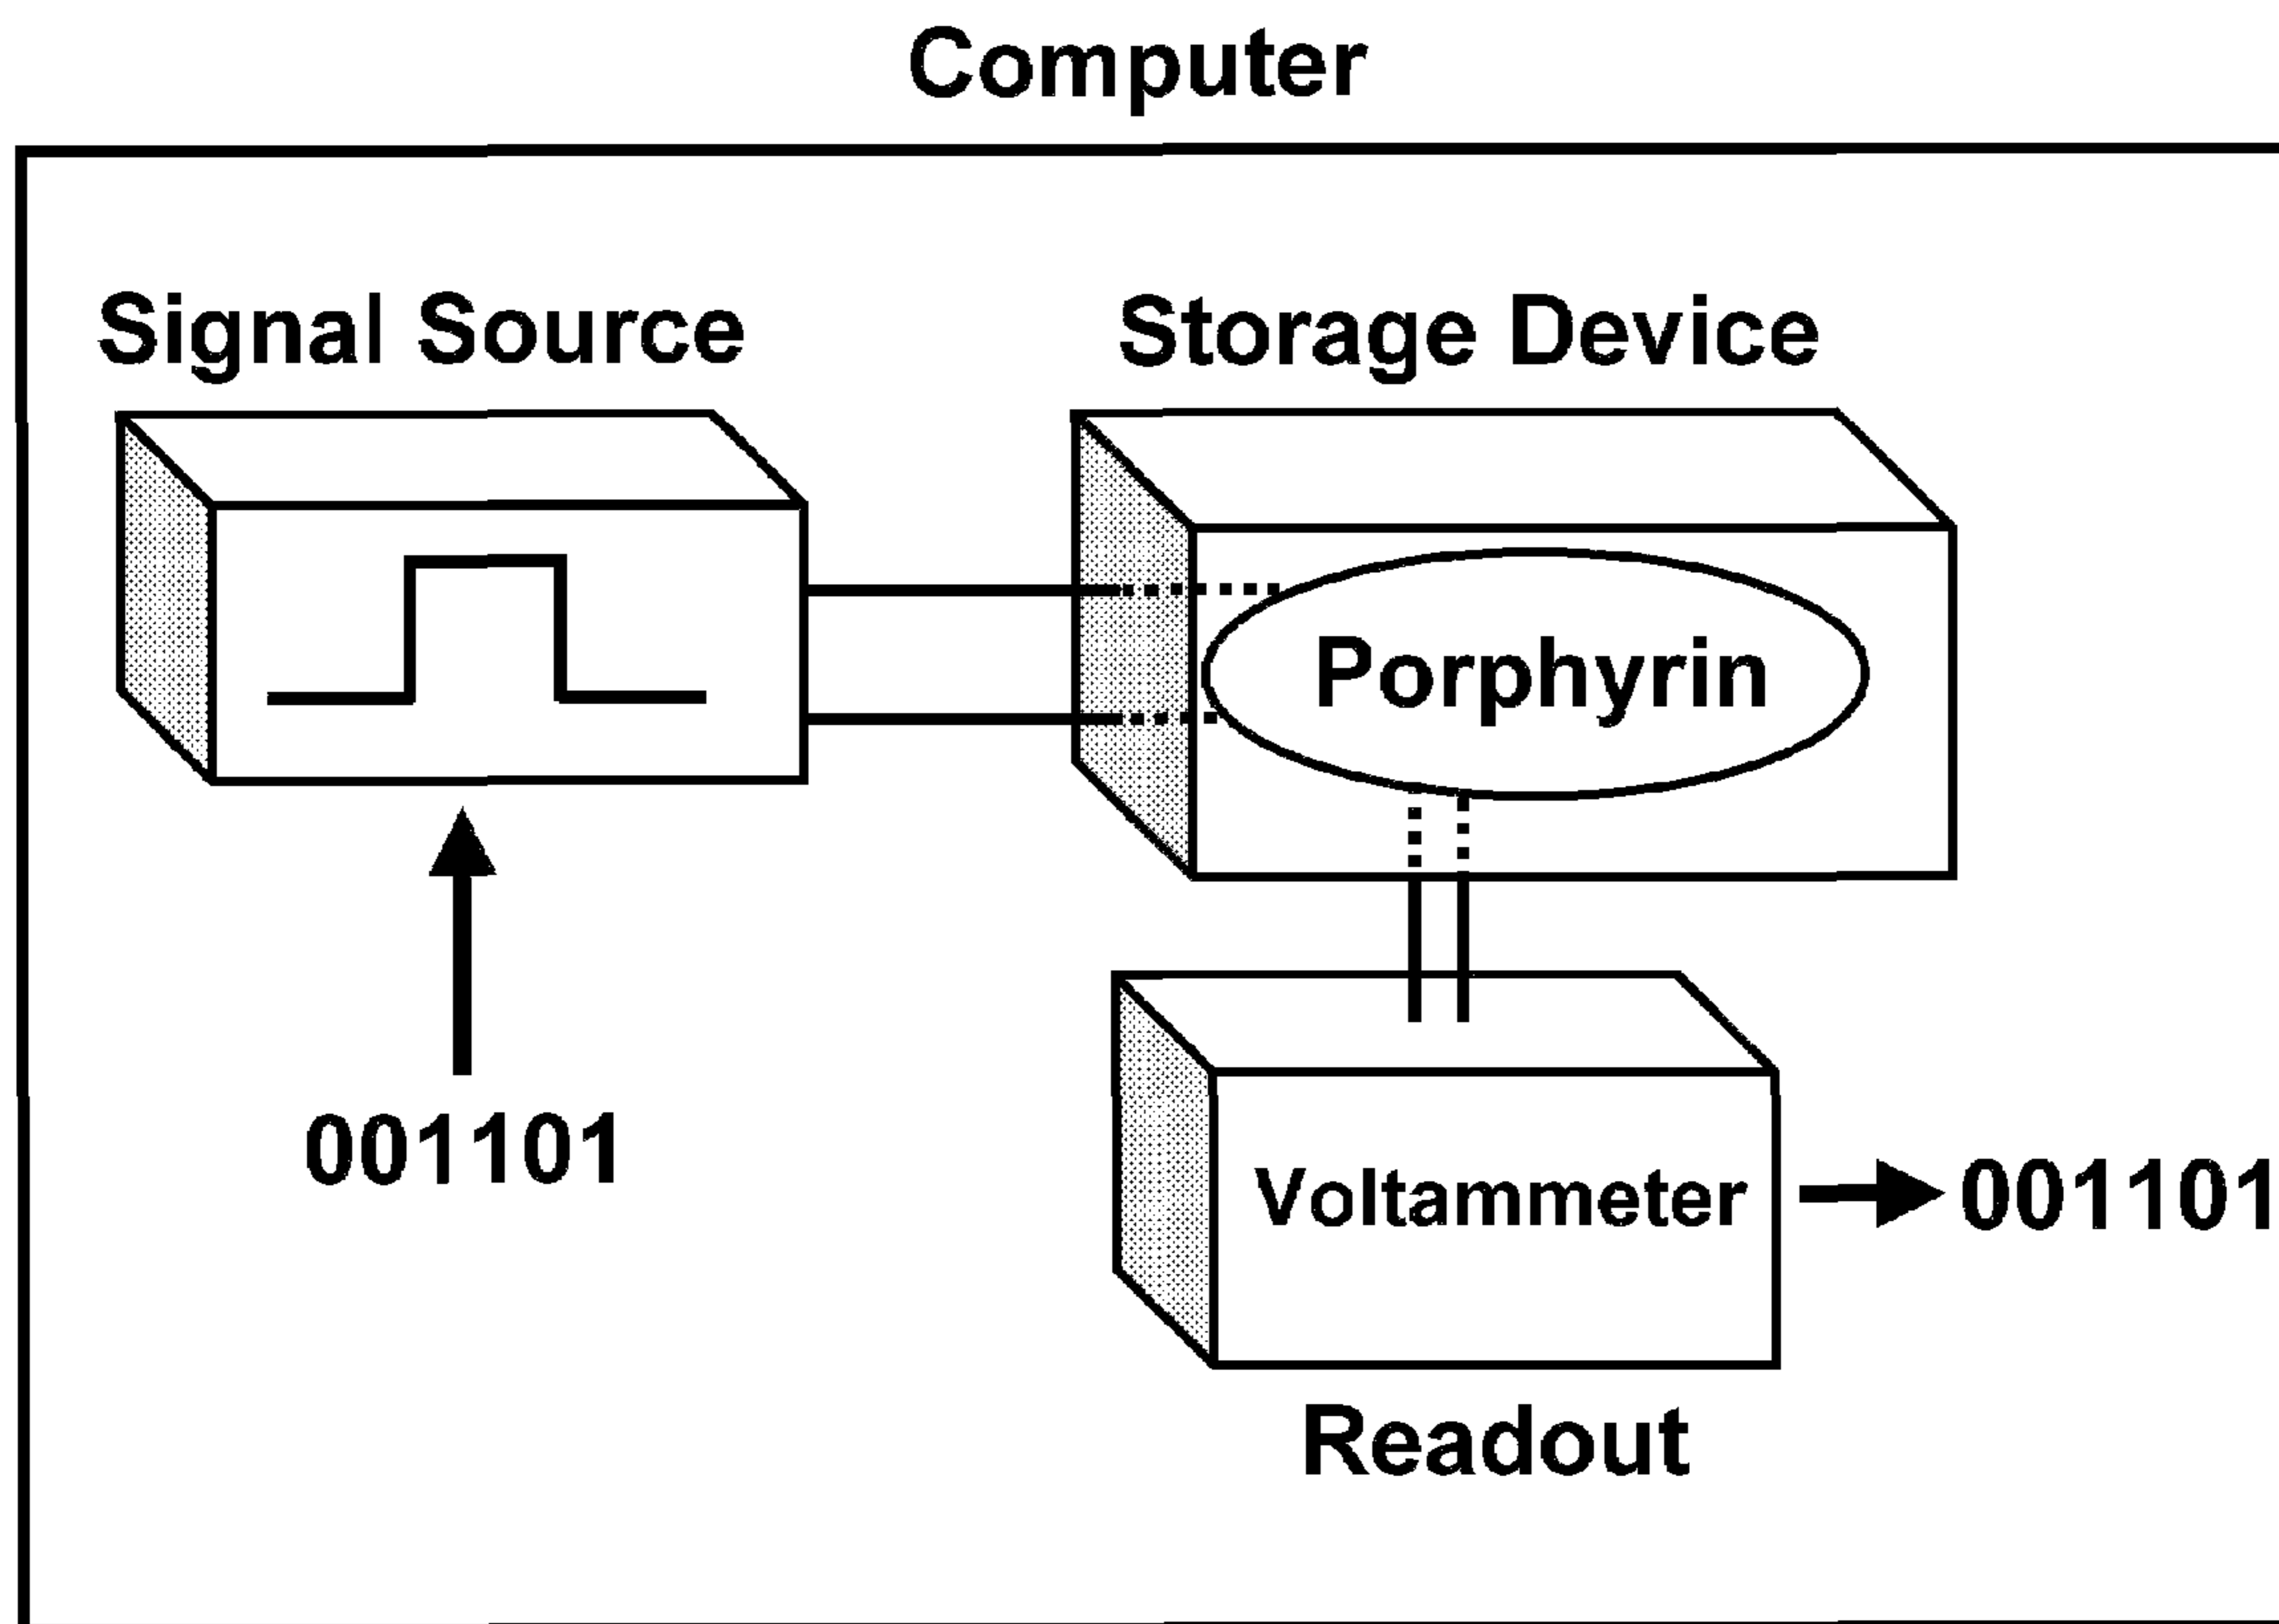 Computer
Signal Source
Storage Device
Porphyrin
001101
Voltammeter
001101
Readout